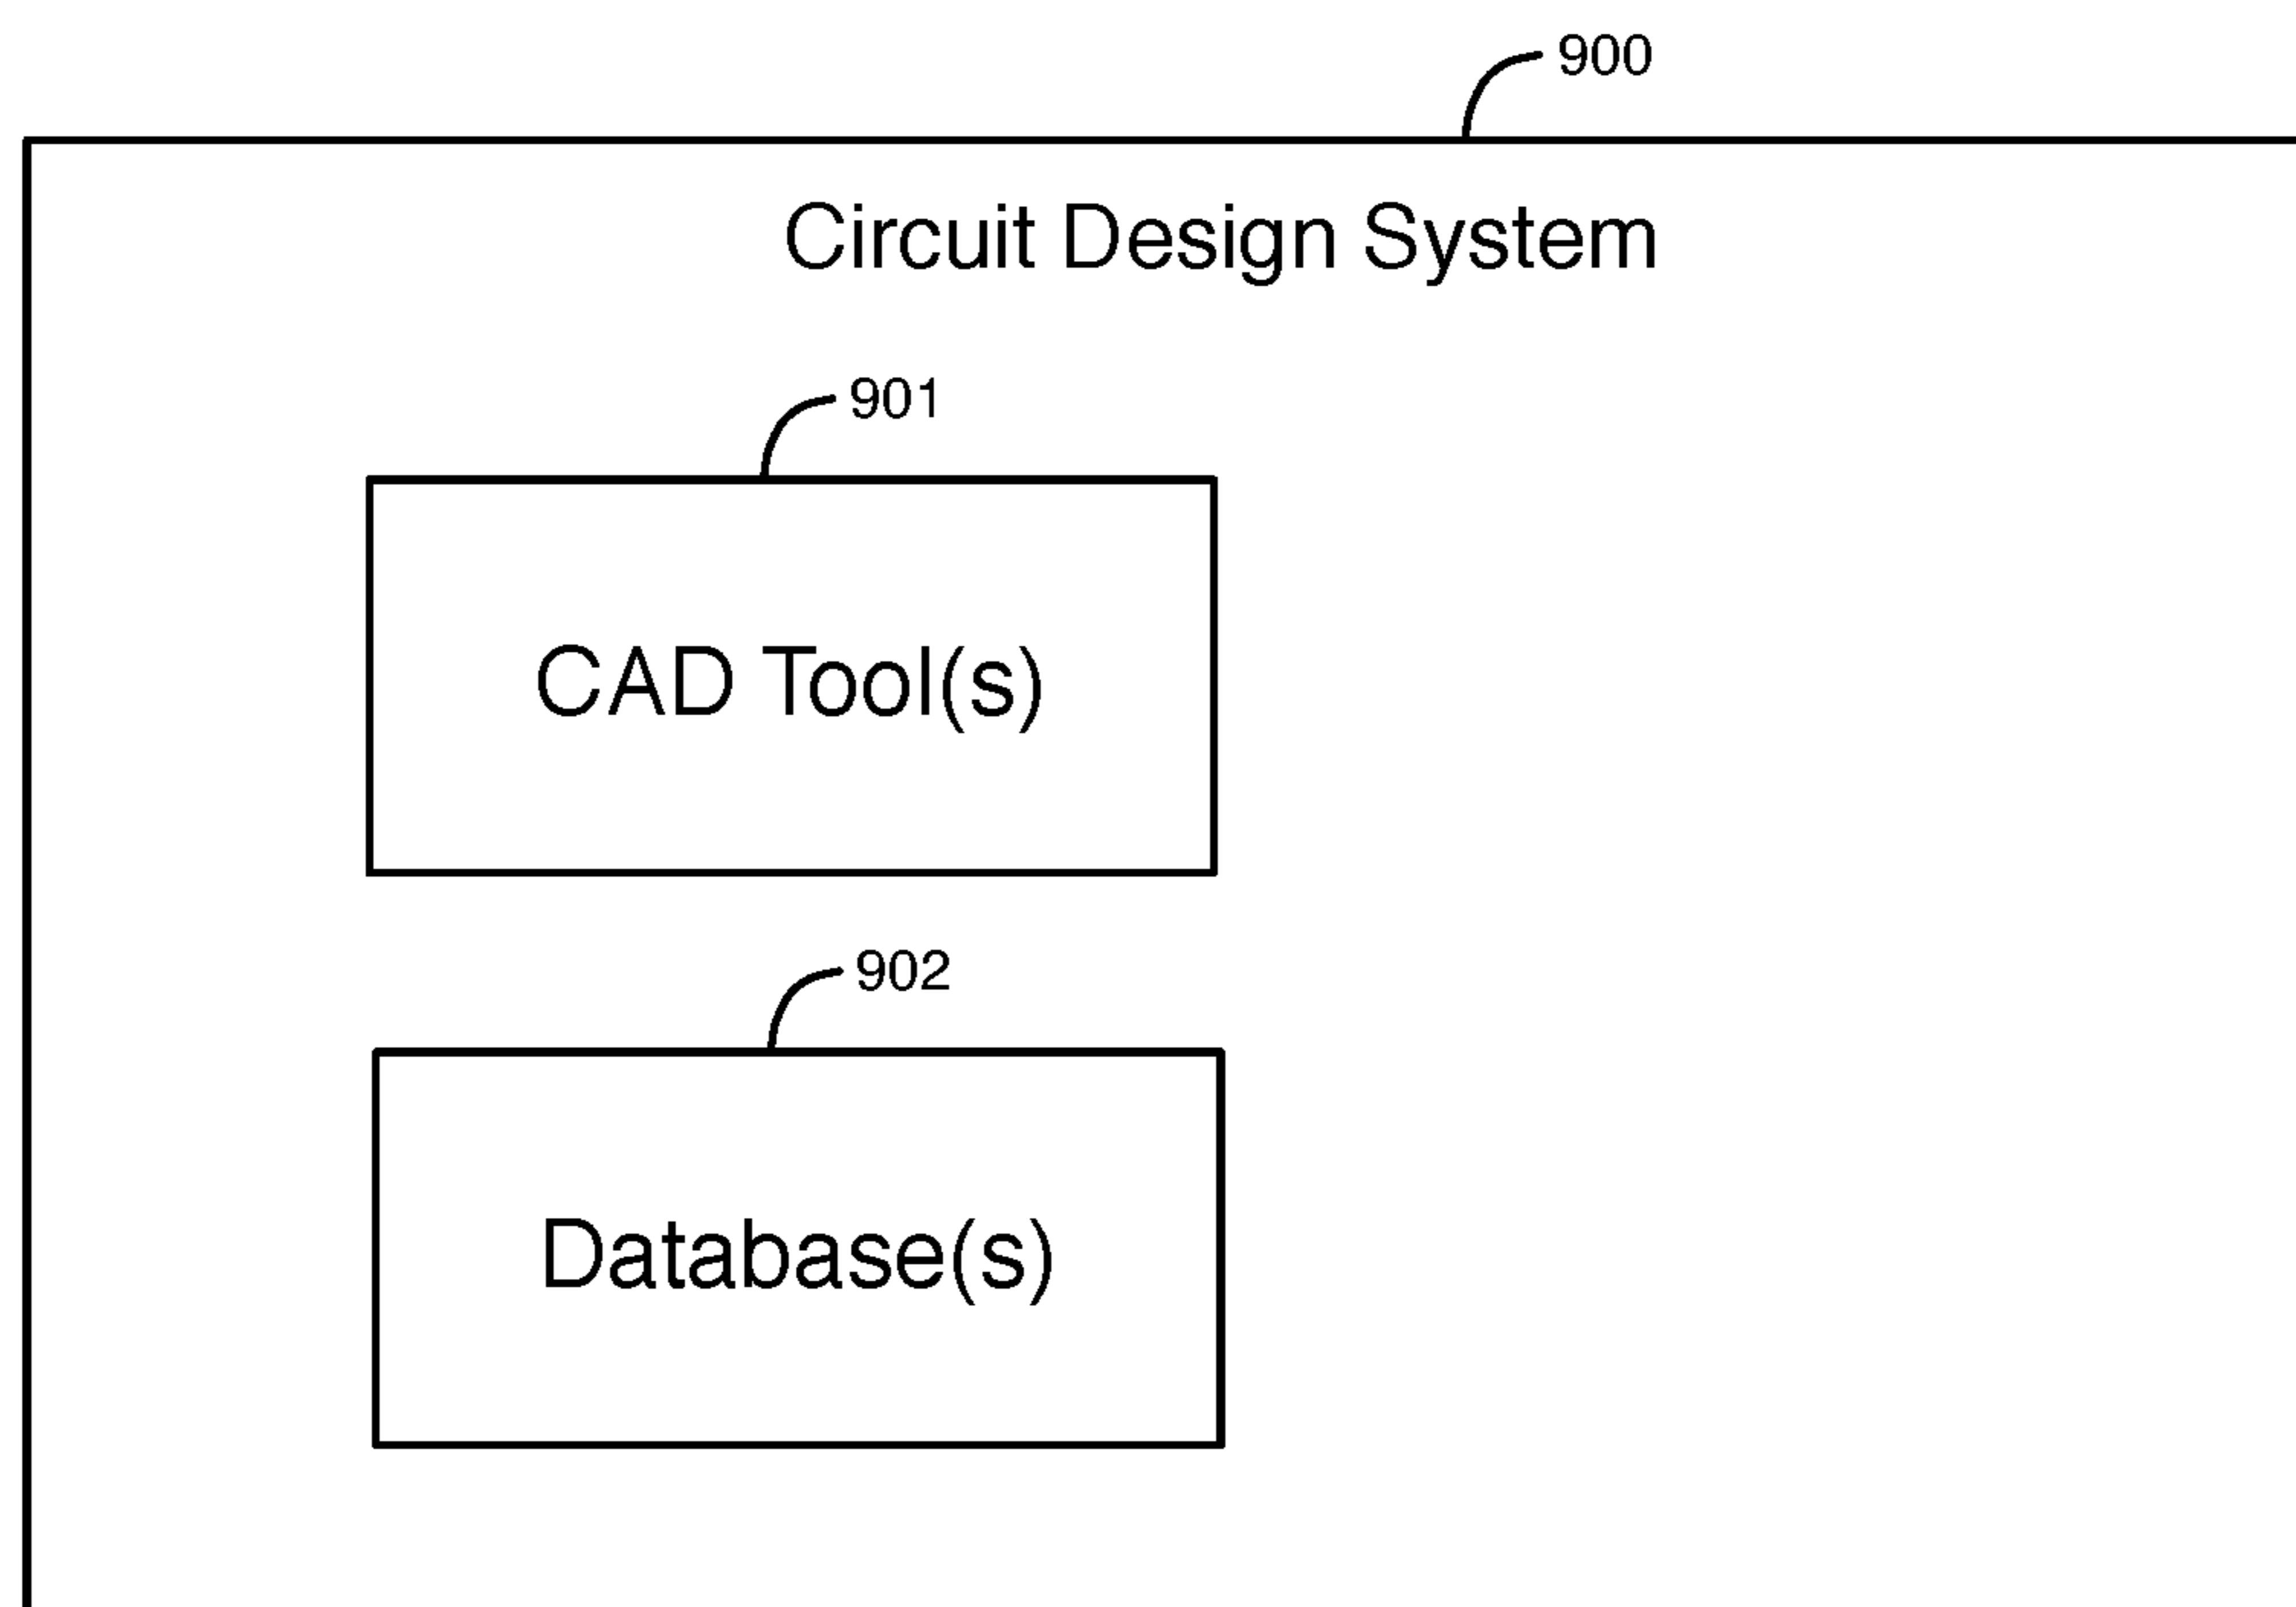 900
Circuit Design System
901
CAD Tool(s)
902
Database(s)